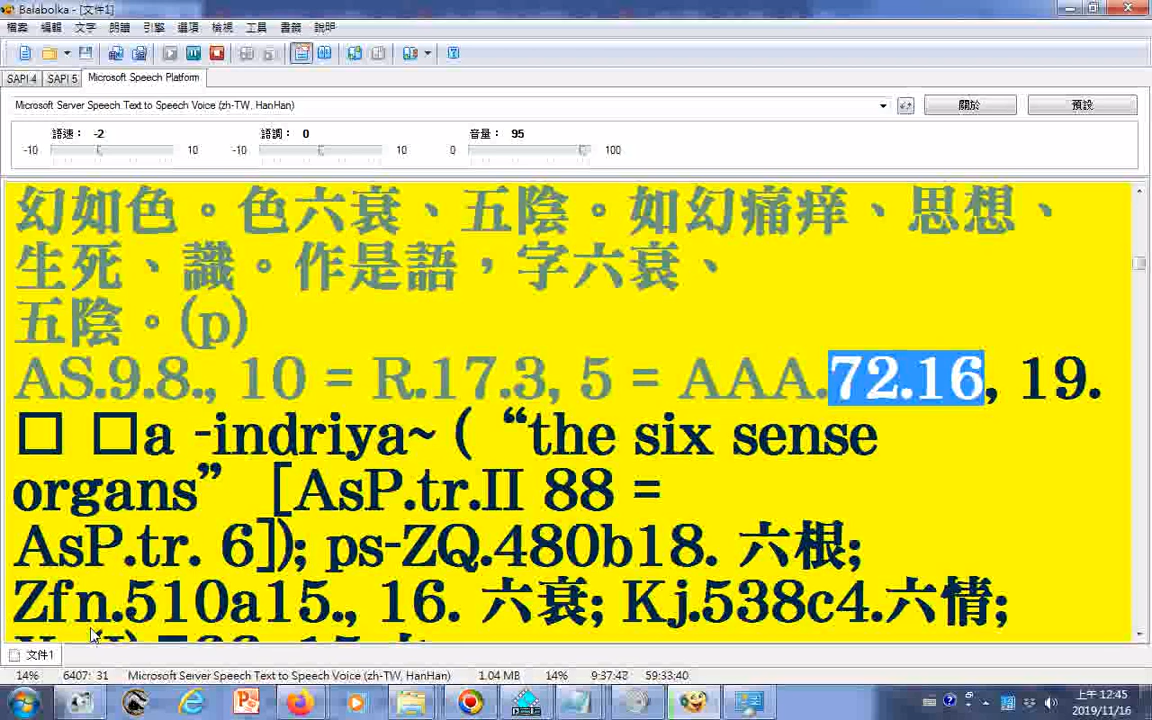 Balabolka - [文件1]
檔案 編輯 文字 朗讀 引擎 選項 檢視 工具 書籤 說明
SAPI 4 SAPI 5 Microsoft Speech Platform
Microsoft Server Speech Text to Speech Voice (zh-TW, HanHan) 關於 預設
語速： -2 語調： 0 音量： 95
-10 10 -10 10 0 100
幻如色。色六衰、五陰。如幻痛痒、思想、
生死、識。作是語，字六衰、
五陰。(p)
AS.9.8., 10 = R.17.3, 5 = AAA.72.16, 19.
□ □a -indriya~ (“the six sense
organs” [AsP.tr.II 88 =
AsP.tr. 6]); ps-ZQ.480b18. 六根;
Zfn.510a15., 16. 六衰; Kj.538c4.六情;
文件1
14% 6407: 31 Microsoft Server Speech Text to Speech Voice (zh-TW, HanHan) 1.04 MB 14% 9:37:47 59:33:40
上午 12:45
2019/11/16